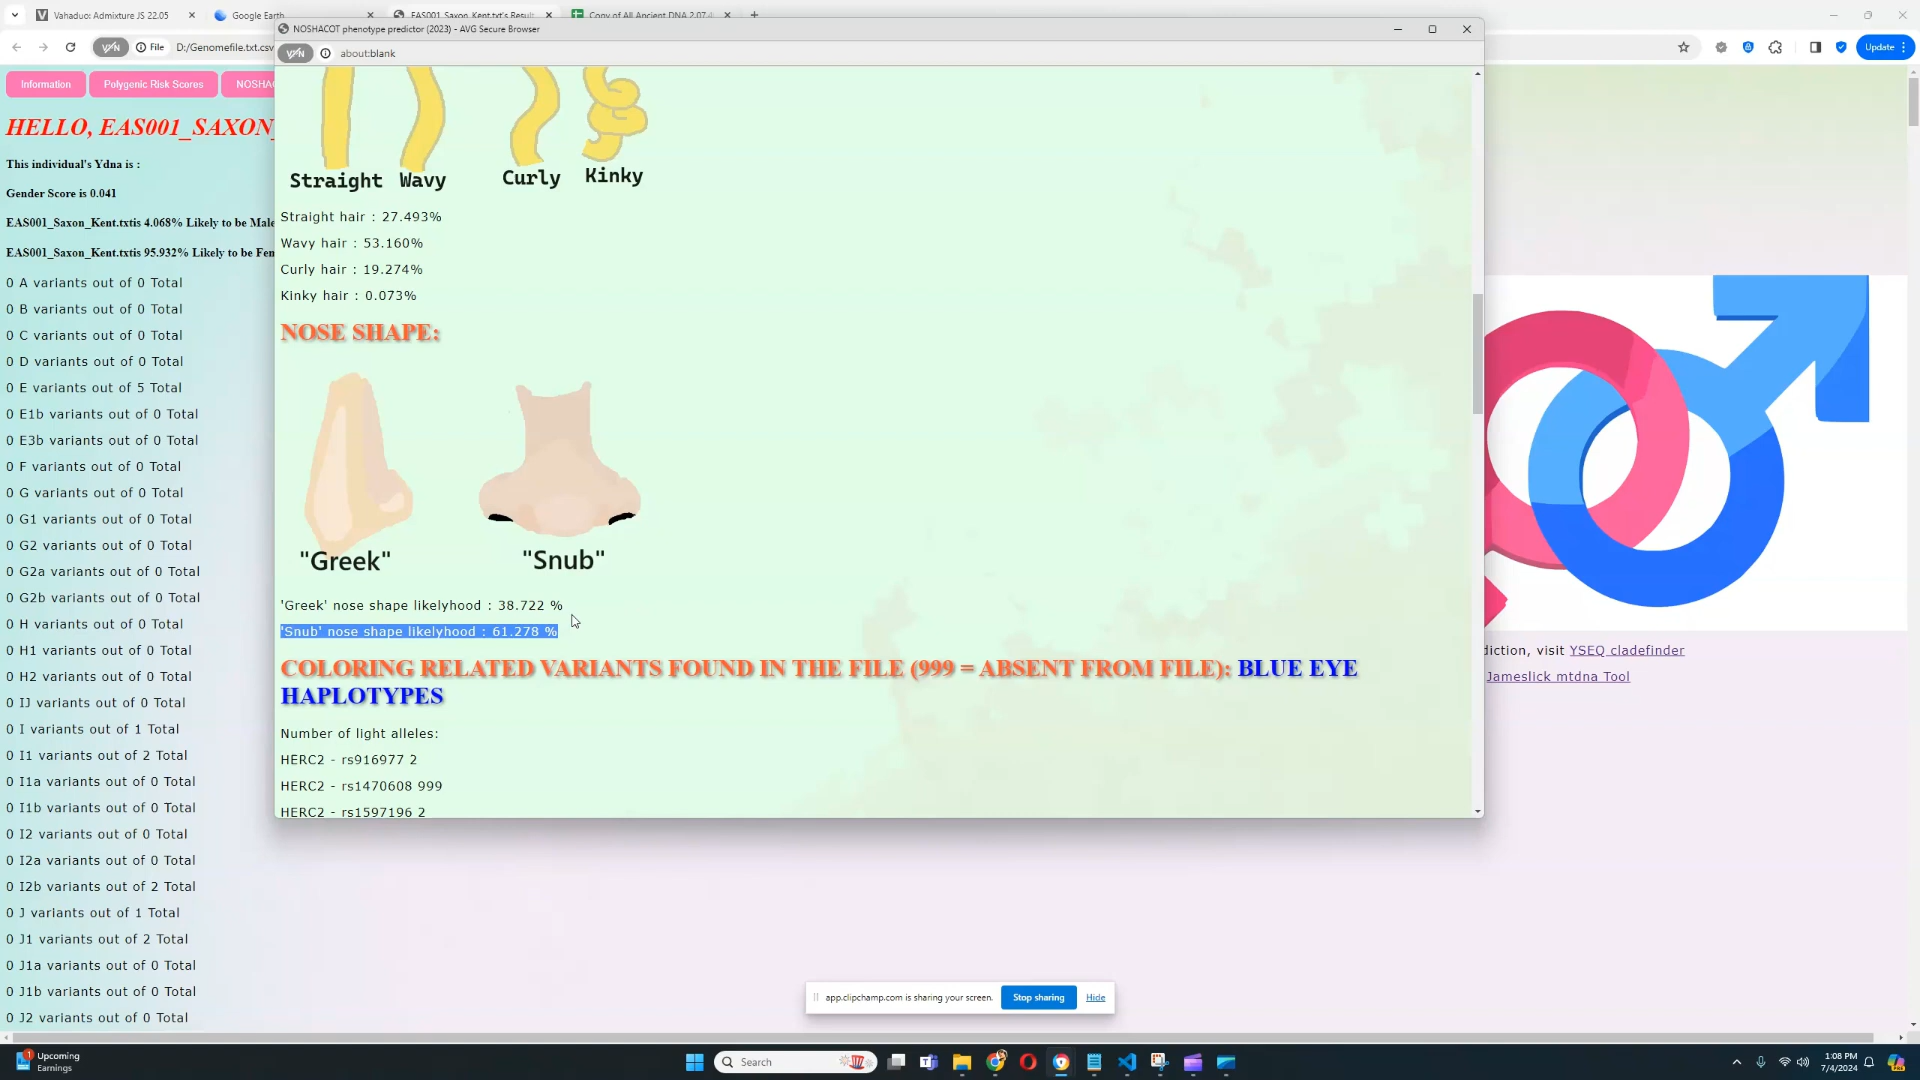 Vahaduo: Admixture JS 22.05
Google Earth
EAS001_Saxon_Kent.txt's Result
Copy of All Ancient DNA 2.07.4
NOSHACOT phenotype predictor (2023) - AVG Secure Browser
VPN
File
D:/Genomefile.txt.csv
VPN
about:blank
Update
Information
Polygenic Risk Scores
NOSHAC
HELLO, EAS001_SAXON_
This individual's Ydna is :
Gender Score is 0.041
EAS001_Saxon_Kent.txtis 4.068% Likely to be Male
EAS001_Saxon_Kent.txtis 95.932% Likely to be Fem
0 A variants out of 0 Total
0 B variants out of 0 Total
0 C variants out of 0 Total
0 D variants out of 0 Total
0 E variants out of 5 Total
0 E1b variants out of 0 Total
0 E3b variants out of 0 Total
0 F variants out of 0 Total
0 G variants out of 0 Total
0 G1 variants out of 0 Total
0 G2 variants out of 0 Total
0 G2a variants out of 0 Total
0 G2b variants out of 0 Total
0 H variants out of 0 Total
0 H1 variants out of 0 Total
0 H2 variants out of 0 Total
0 IJ variants out of 0 Total
0 I variants out of 1 Total
0 I1 variants out of 2 Total
0 I1a variants out of 0 Total
0 I1b variants out of 0 Total
0 I2 variants out of 0 Total
0 I2a variants out of 0 Total
0 I2b variants out of 2 Total
0 J variants out of 1 Total
0 J1 variants out of 2 Total
0 J1a variants out of 0 Total
0 J1b variants out of 0 Total
0 J2 variants out of 0 Total
Straight Wavy Curly Kinky
Straight hair : 27.493%
Wavy hair : 53.160%
Curly hair : 19.274%
Kinky hair : 0.073%
NOSE SHAPE:
"Greek" "Snub"
'Greek' nose shape likelyhood : 38.722 %
'Snub' nose shape likelyhood : 61.278 %
COLORING RELATED VARIANTS FOUND IN THE FILE (999 = ABSENT FROM FILE): BLUE EYE
HAPLOTYPES
Number of light alleles:
HERC2 - rs916977 2
HERC2 - rs1470608 999
HERC2 - rs1597196 2
diction, visit YSEQ cladefinder
Jameslick mtdna Tool
app.clipchamp.com is sharing your screen.
Stop sharing
Hide
1
Upcoming
Earnings
Search
1:08 PM
7/4/2024